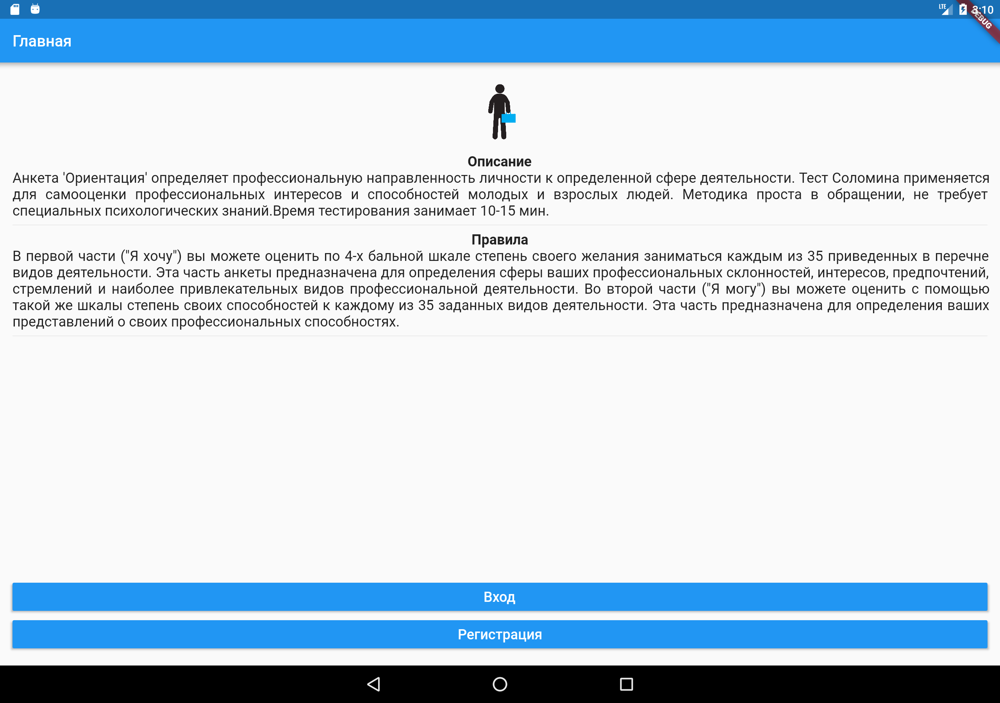 LTE
3:10
DEBUG
Главная
Описание
Анкета 'Ориентация' определяет профессиональную направленность личности к определенной сфере деятельности. Тест Соломина применяется
для самооценки профессиональных интересов и способностей молодых и взрослых людей. Методика проста в обращении, не требует
специальных психологических знаний.Время тестирования занимает 10-15 мин.
Правила
В первой части ("Я хочу") вы можете оценить по 4-х бальной шкале степень своего желания заниматься каждым из 35 приведенных в перечне
видов деятельности. Эта часть анкеты предназначена для определения сферы ваших профессиональных склонностей, интересов, предпочтений,
стремлений и наиболее привлекательных видов профессиональной деятельности. Во второй части ("Я могу") вы можете оценить с помощью
такой же шкалы степень своих способностей к каждому из 35 заданных видов деятельности. Эта часть предназначена для определения ваших
представлений о своих профессиональных способностях.
Вход
Регистрация